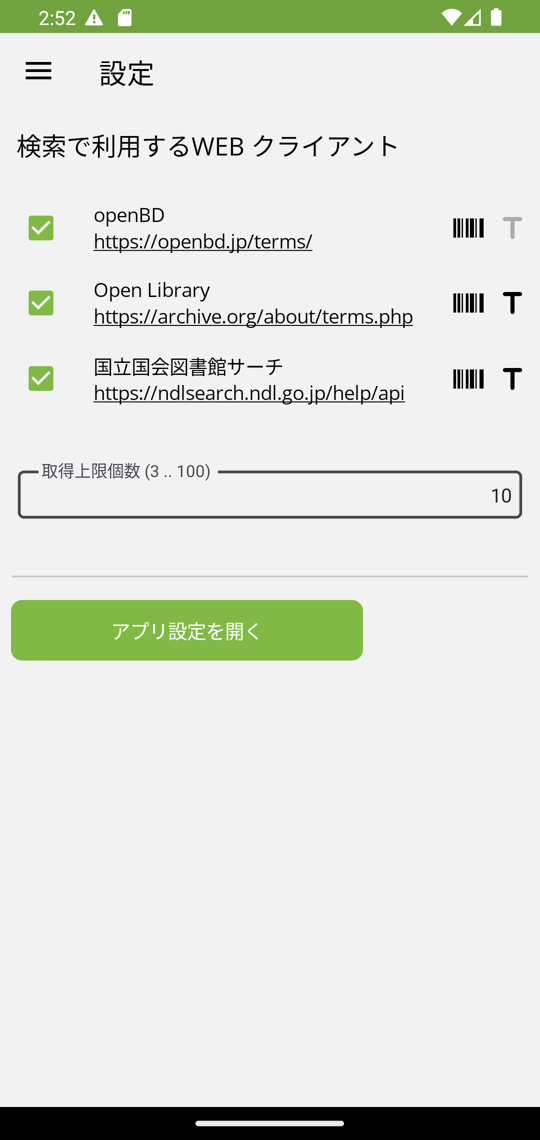 2:52
設定
検索で利用するWEB クライアント
openBD
https://openbd.jp/terms/
T
Open Library
https://archive.org/about/terms.php
T
国立国会図書館サーチ
https://ndlsearch.ndl.go.jp/help/api
T
取得上限個数 (3 .. 100)
10
アプリ設定を開く